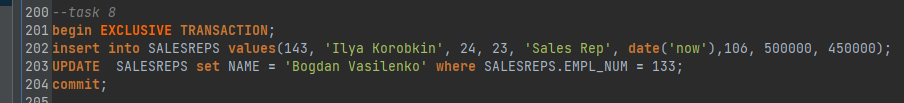 200 --task 8
201 begin EXCLUSIVE TRANSACTION;
202 insert into SALESREPS values(143, 'Ilya Korobkin', 24, 23, 'Sales Rep', date('now'),106, 500000, 450000);
203 UPDATE  SALESREPS set NAME = 'Bogdan Vasilenko' where SALESREPS.EMPL_NUM = 133;
204 commit;
205